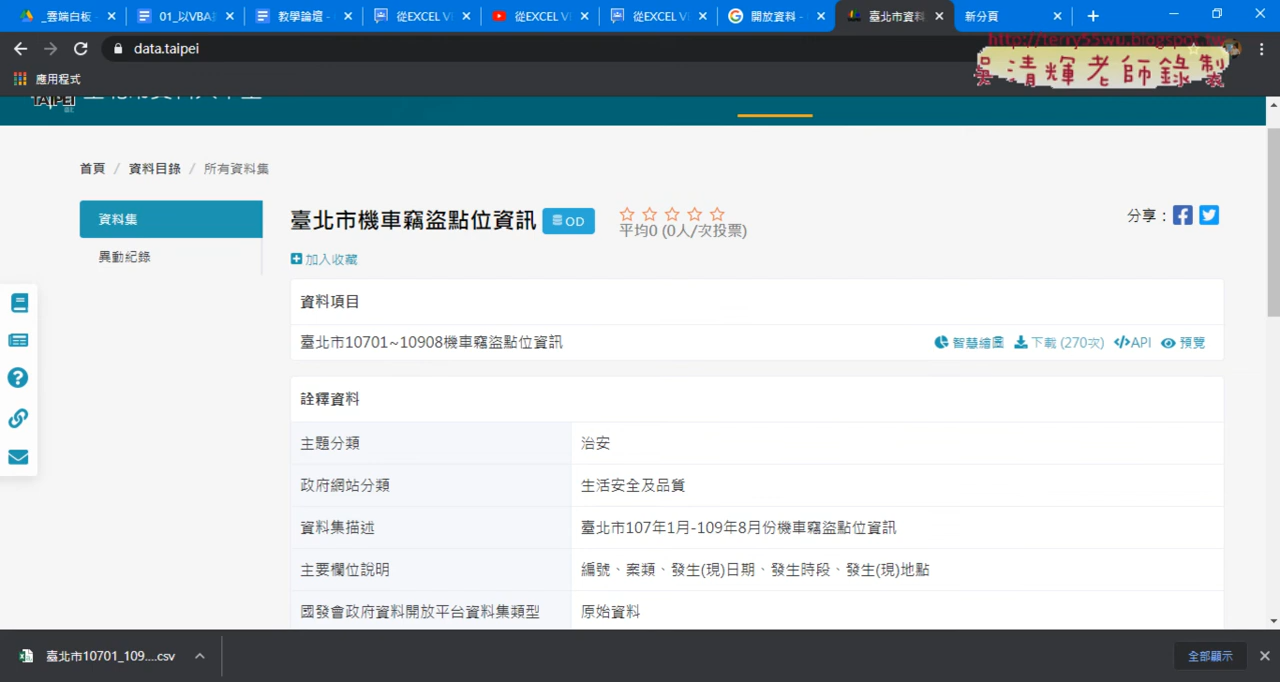 _雲端白板 -
01_以VBA
教學論壇 -
從EXCEL V
從EXCEL V
從EXCEL V
開放資料 -
臺北市資料
新分頁
data.taipei
http://terry55wu.blogspot.tw
吳清輝老師錄製
應用程式
TAIPEI
首頁 / 資料目錄 / 所有資料集
資料集
異動紀錄
臺北市機車竊盜點位資訊 OD
平均0 (0人/次投票)
分享：
加入收藏
資料項目
臺北市10701~10908機車竊盜點位資訊
智慧繪圖 下載 (270次) </>API 預覽
詮釋資料
主題分類 治安
政府網站分類 生活安全及品質
資料集描述 臺北市107年1月-109年8月份機車竊盜點位資訊
主要欄位說明 編號、案類、發生(現)日期、發生時段、發生(現)地點
國發會政府資料開放平台資料集類型 原始資料
臺北市10701_109....csv
全部顯示